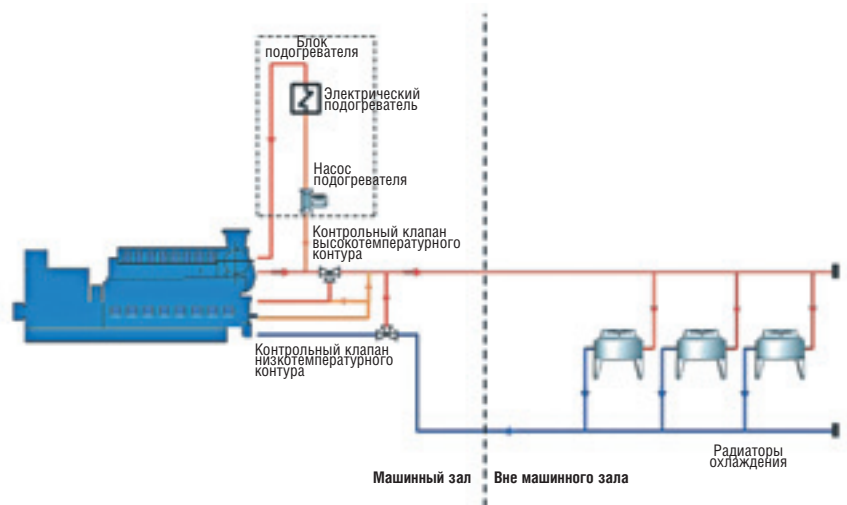 Блок
подогревателя
Электрический
подогреватель
Насос
подогревателя
Контрольный клапан
высокотемпературного
контура
Контрольный клапан
низкотемпературного
контура
Радиаторы
охлаждения
Машинный зал
Вне машинного зала